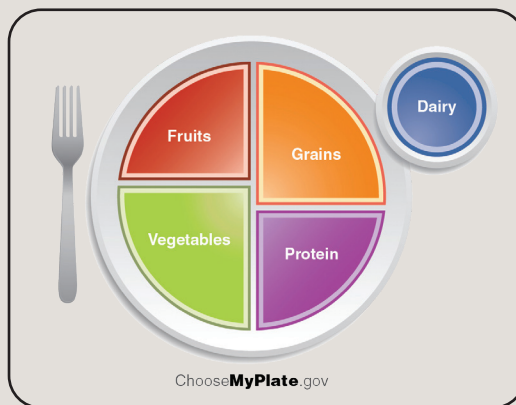 Dairy
Fruits
Grains
Vegetables
Protein
ChooseMyPlate.gov